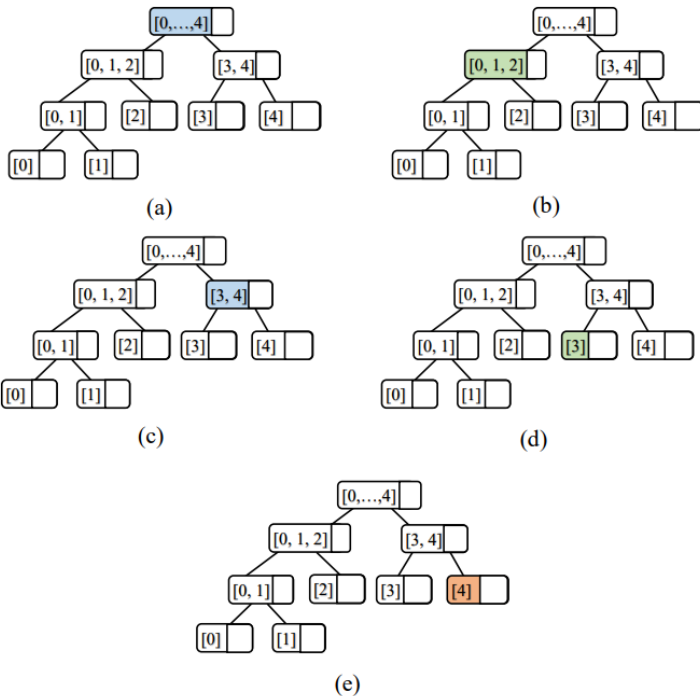 [0,…,4] [0,…,4]
[0, 1, 2] [3, 4] [0, 1, 2] [3, 4]
[0, 1] [2] [3] [4] [0, 1] [2] [3] [4]
[0] [1] [0] [1]
(a) (b)
[0,…,4] [0,…,4]
[0, 1, 2] [3, 4] [0, 1, 2] [3, 4]
[0, 1] [2] [3] [4] [0, 1] [2] [3] [4]
[0] [1] [0] [1]
(c) (d)
[0,…,4]
[0, 1, 2] [3, 4]
[0, 1] [2] [3] [4]
[0] [1]
(e)